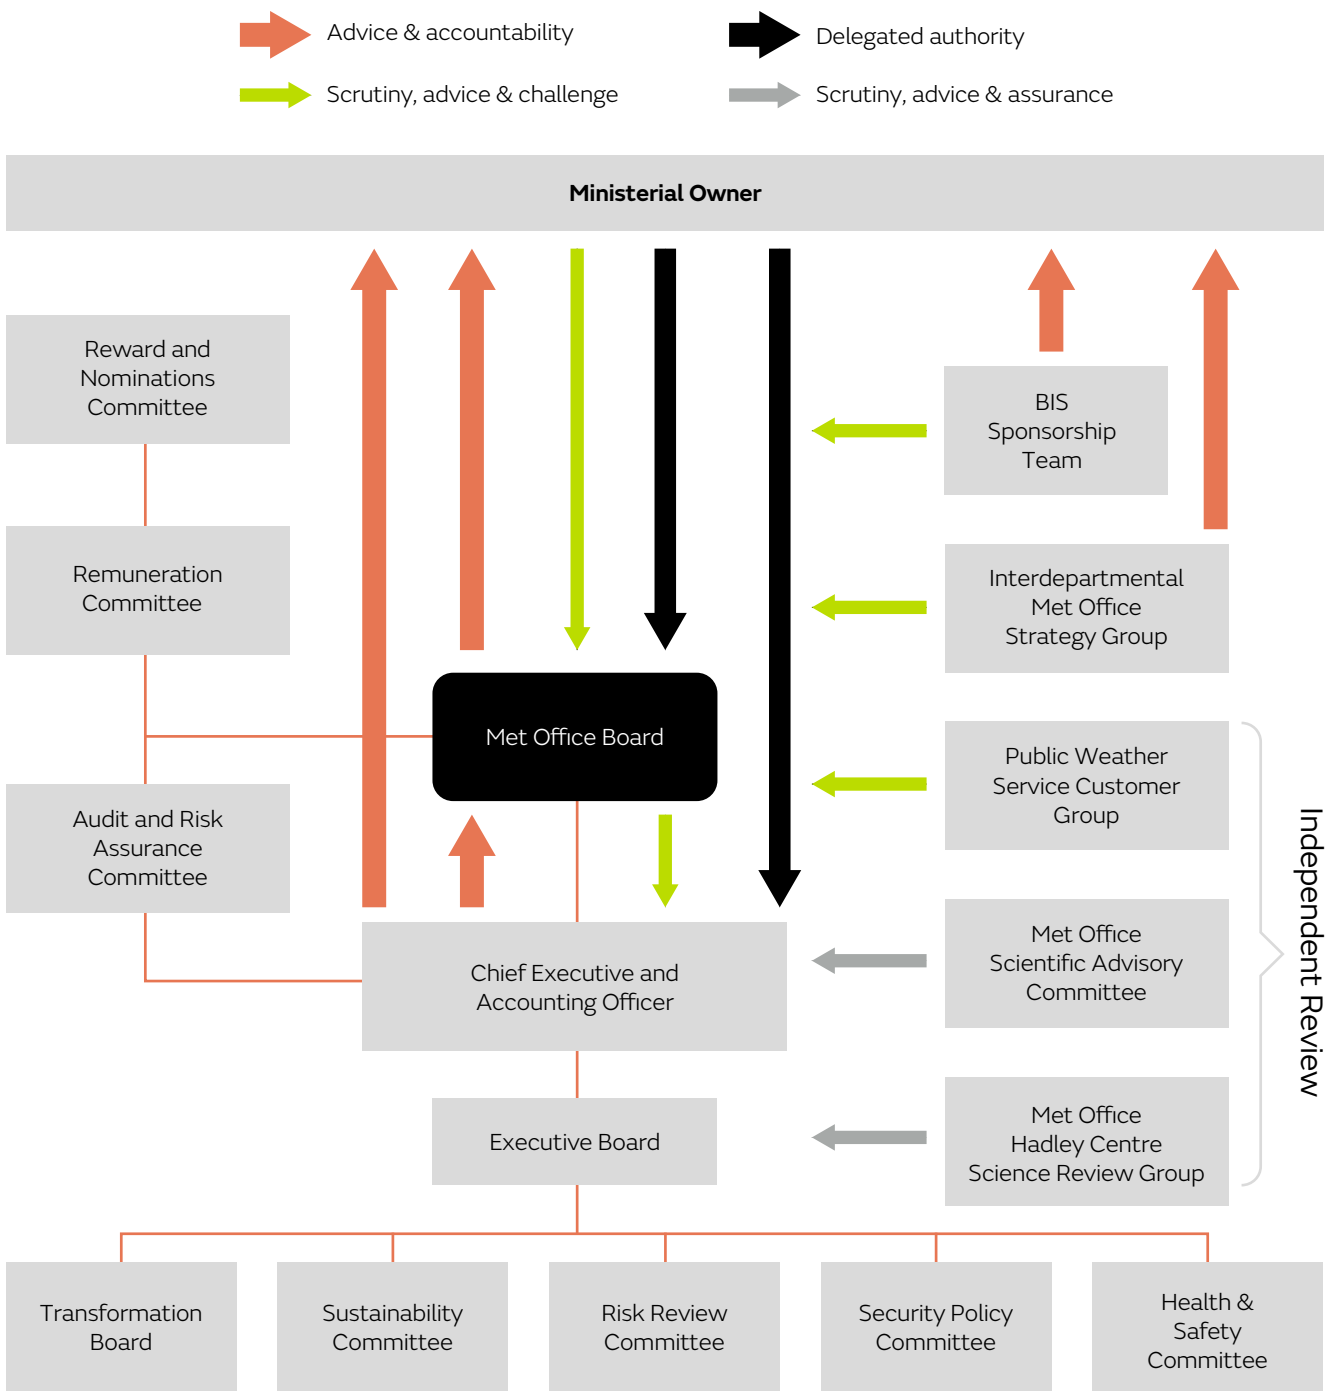 Advice & accountability
Delegated authority
Scrutiny, advice & challenge
Scrutiny, advice & assurance
Ministerial Owner
Reward and
Nominations
Committee
BIS
Sponsorship
Team
Remuneration
Committee
Interdepartmental
Met Office
Strategy Group
Met Office Board
Public Weather
Service Customer
Group
Audit and Risk
Assurance
Committee
Independent Review
Chief Executive and
Accounting Officer
Met Office
Scientific Advisory
Committee
Executive Board
Met Office
Hadley Centre
Science Review Group
Transformation
Board
Sustainability
Committee
Risk Review
Committee
Security Policy
Committee
Health &
Safety
Committee